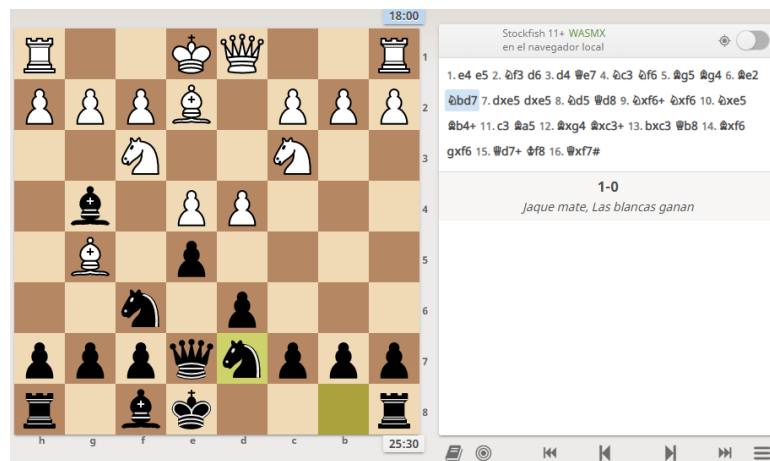 18:00
1
2
3
4
5
6
7
8
h g f e d c b
25:30
Stockfish 11+ WASMX
en el navegador local
1. e4 e5 2. ♘f3 d6 3. d4 ♕e7 4. ♘c3 ♘f6 5. ♗g5 ♗g4 6. ♗e2
♘bd7 7. dxe5 dxe5 8. ♘d5 ♕d8 9. ♘xf6+ ♘xf6 10. ♘xe5
♗b4+ 11. c3 ♗a5 12. ♗xg4 ♗xc3+ 13. bxc3 ♕b8 14. ♗xf6
gxf6 15. ♕d7+ ♔f8 16. ♕xf7#
1-0
Jaque mate, Las blancas ganan